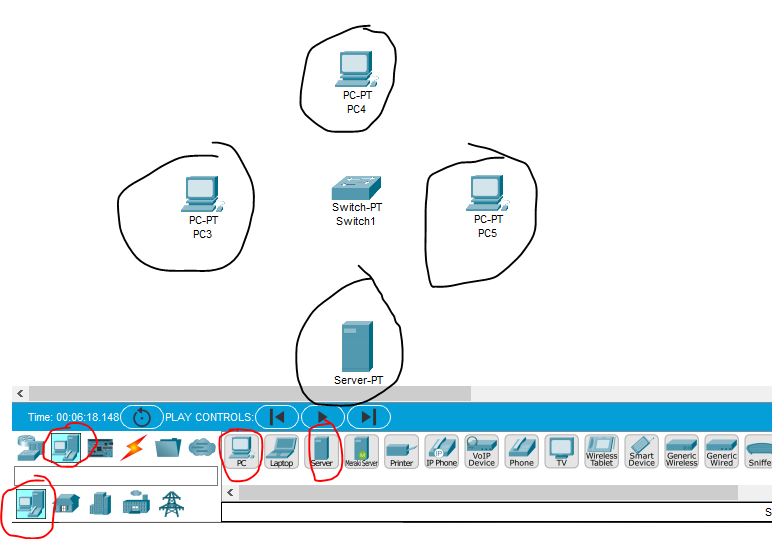 PC-PT
PC4
PC-PT
PC3
Switch-PT
Switch1
PC-PT
PC5
Server-PT
Time: 00:06:18.148
PLAY CONTROLS:
PC
Laptop
Server
Meraki Server
Printer
IP Phone
VoIP
Device
Phone
TV
Wireless
Tablet
Smart
Device
Generic
Wireless
Generic
Wired
Sniffe
S